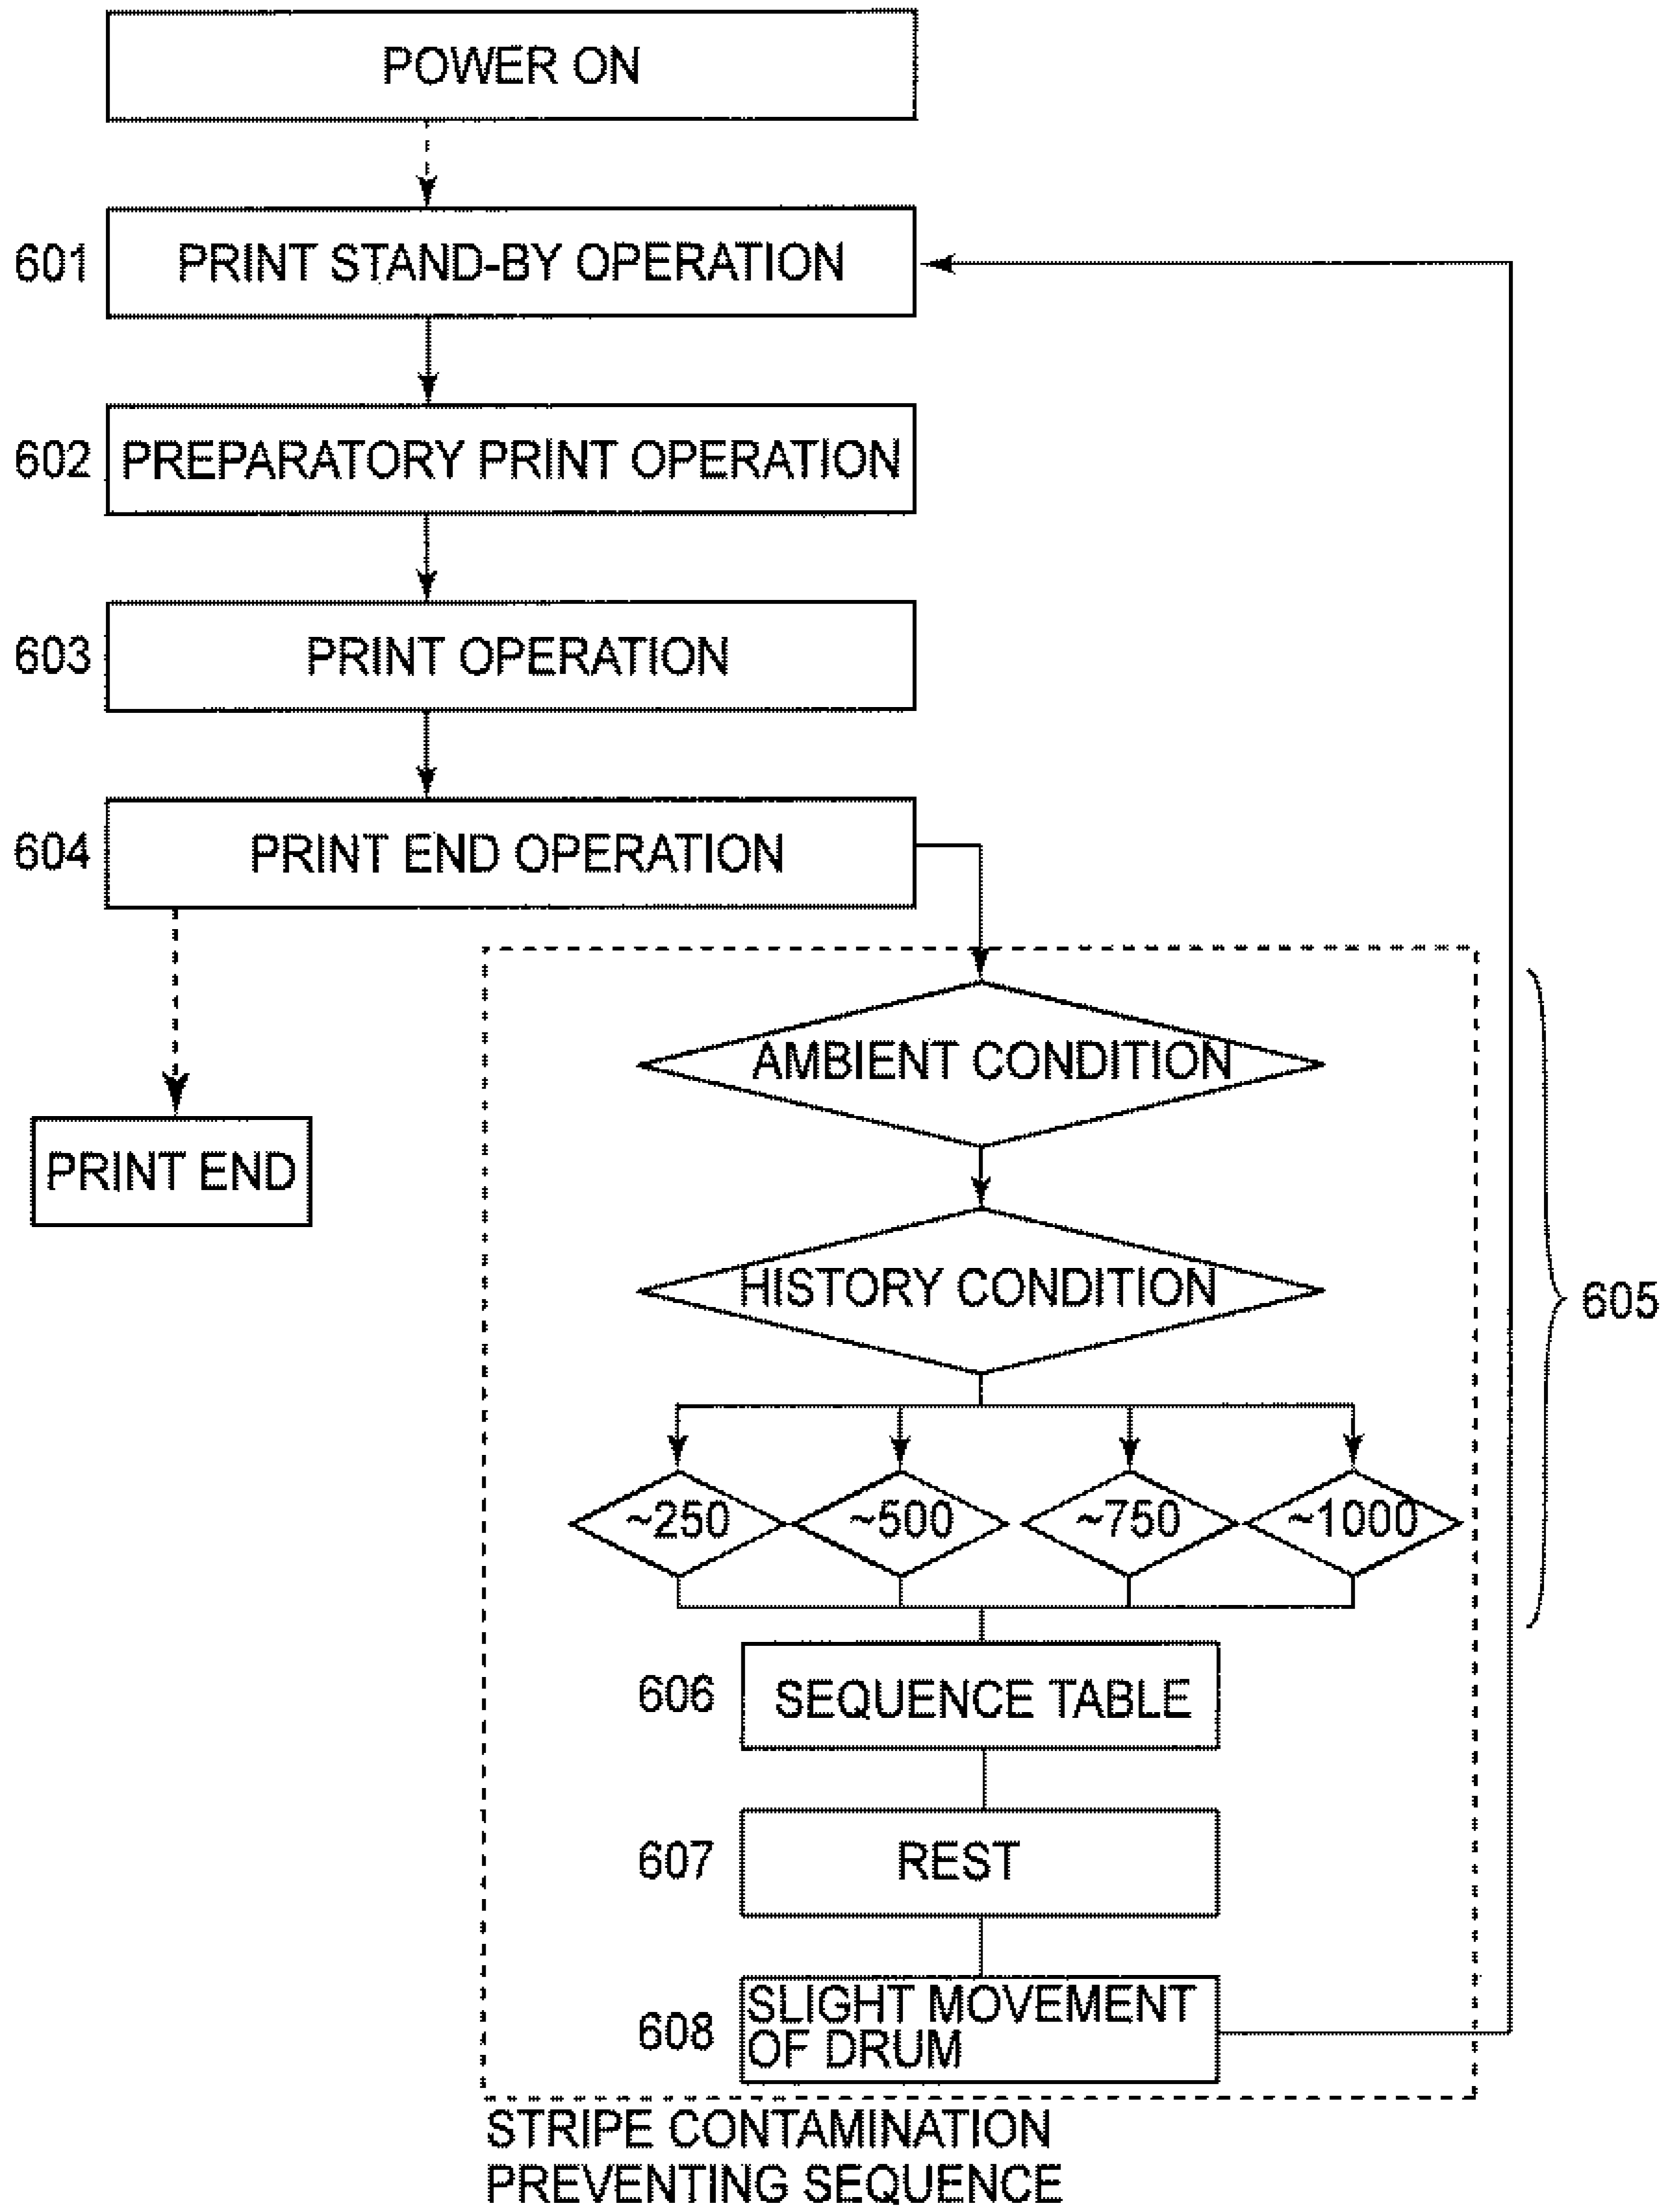 POWER ON
601 PRINT STAND-BY OPERATION
602 PREPARATORY PRINT OPERATION
603 PRINT OPERATION
604 PRINT END OPERATION
PRINT END
AMBIENT CONDITION
HISTORY CONDITION
605
~250 ~500 ~750 ~1000
606 SEQUENCE TABLE
607 REST
608 SLIGHT MOVEMENT
OF DRUM
STRIPE CONTAMINATION
PREVENTING SEQUENCE